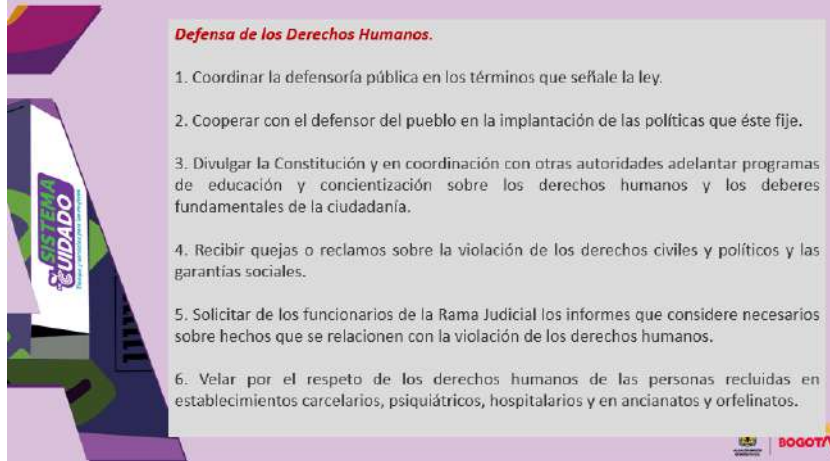 Defensa de los Derechos Humanos.
1. Coordinar la defensoría pública en los términos que señale la ley.
2. Cooperar con el defensor del pueblo en la implantación de las políticas que éste fije.
3. Divulgar la Constitución y en coordinación con otras autoridades adelantar programas
de educación y concientización sobre los derechos humanos y los deberes
fundamentales de la ciudadanía.
4. Recibir quejas o reclamos sobre la violación de los derechos civiles y políticos y las
garantías sociales.
5. Solicitar de los funcionarios de la Rama Judicial los informes que considere necesarios
sobre hechos que se relacionen con la violación de los derechos humanos.
6. Velar por el respeto de los derechos humanos de las personas recluidas en
establecimientos carcelarios, psiquiátricos, hospitalarios y en ancianatos y orfelinatos.
SISTEMA
CUIDADO
BOGOTÁ